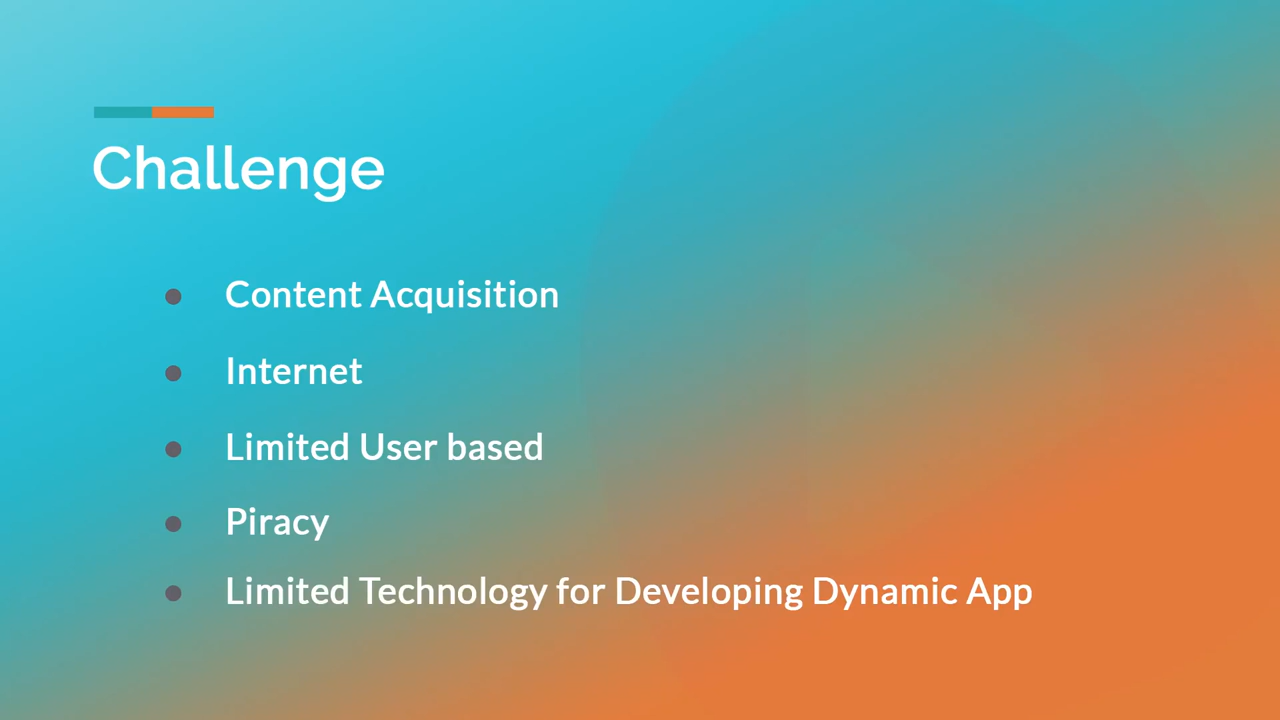 Challenge
Content Acquisition
Internet
Limited User based
Piracy
Limited Technology for Developing Dynamic App